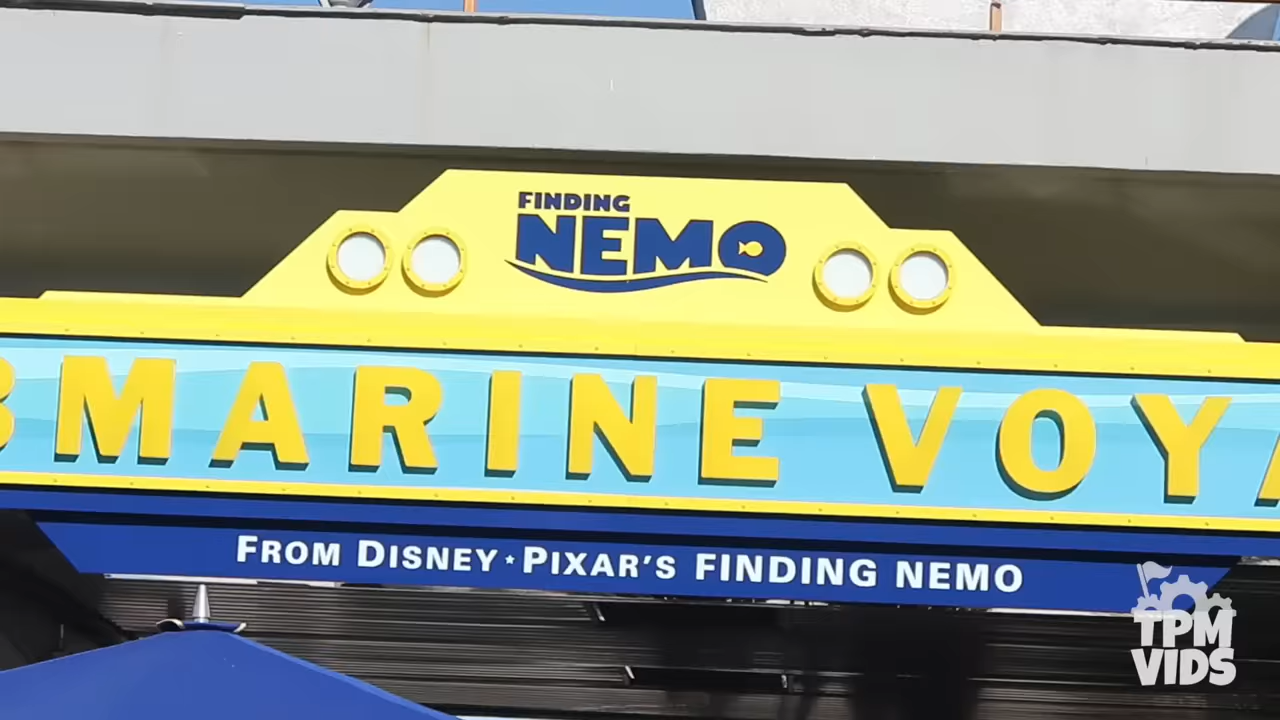 FINDING
NEMO
BMARINE VOYA
FROM DISNEY★PIXAR'S FINDING NEMO
TPM
VIDS